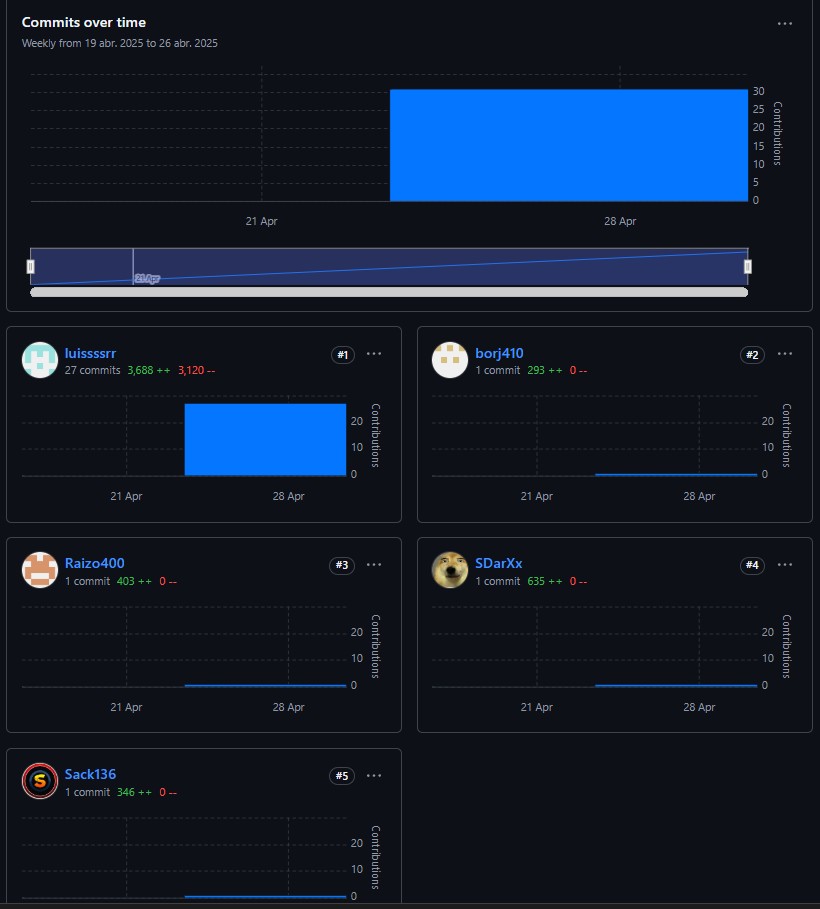 Commits over time
Weekly from 19 abr. 2025 to 26 abr. 2025
30
25
20
15
10
5
0
Contributions
21 Apr
28 Apr
21 Apr
luissssrr
#1
27 commits 3,688 ++ 3,120 --
20
10
0
Contributions
21 Apr
28 Apr
borj410
#2
1 commit 293 ++ 0 --
20
10
0
Contributions
21 Apr
28 Apr
Raizo400
#3
1 commit 403 ++ 0 --
20
10
0
Contributions
21 Apr
28 Apr
SDarXx
#4
1 commit 635 ++ 0 --
20
10
0
Contributions
21 Apr
28 Apr
S
Sack136
#5
1 commit 346 ++ 0 --
20
10
0
Contributions